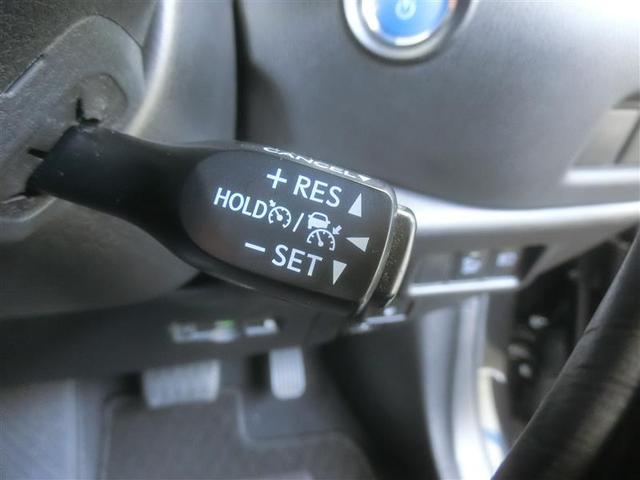 CANCEL
+ RES ▲
HOLD / ◀
- SET ▼